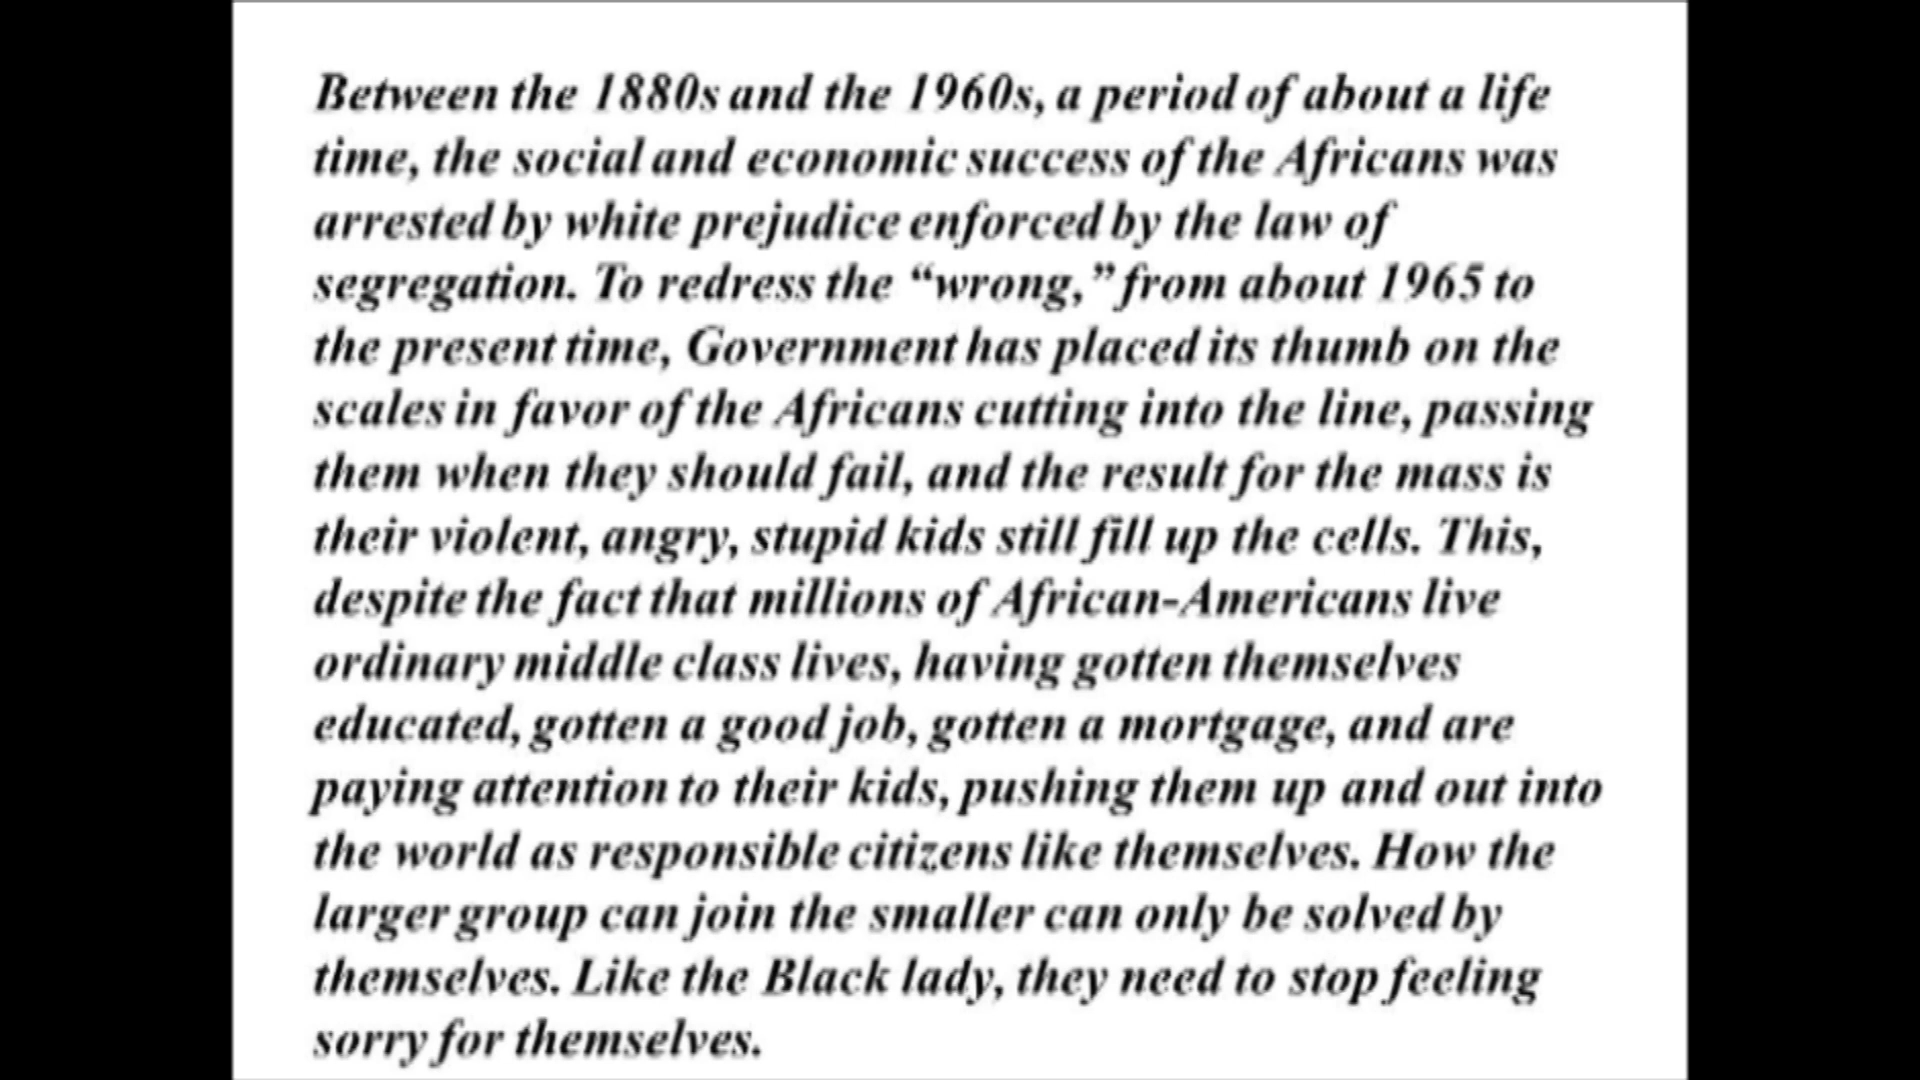 Between the 1880s and the 1960s, a period of about a life
time, the social and economic success of the Africans was
arrested by white prejudice enforced by the law of
segregation. To redress the “wrong,” from about 1965 to
the present time, Government has placed its thumb on the
scales in favor of the Africans cutting into the line, passing
them when they should fail, and the result for the mass is
their violent, angry, stupid kids still fill up the cells. This,
despite the fact that millions of African-Americans live
ordinary middle class lives, having gotten themselves
educated, gotten a good job, gotten a mortgage, and are
paying attention to their kids, pushing them up and out into
the world as responsible citizens like themselves. How the
larger group can join the smaller can only be solved by
themselves. Like the Black lady, they need to stop feeling
sorry for themselves.